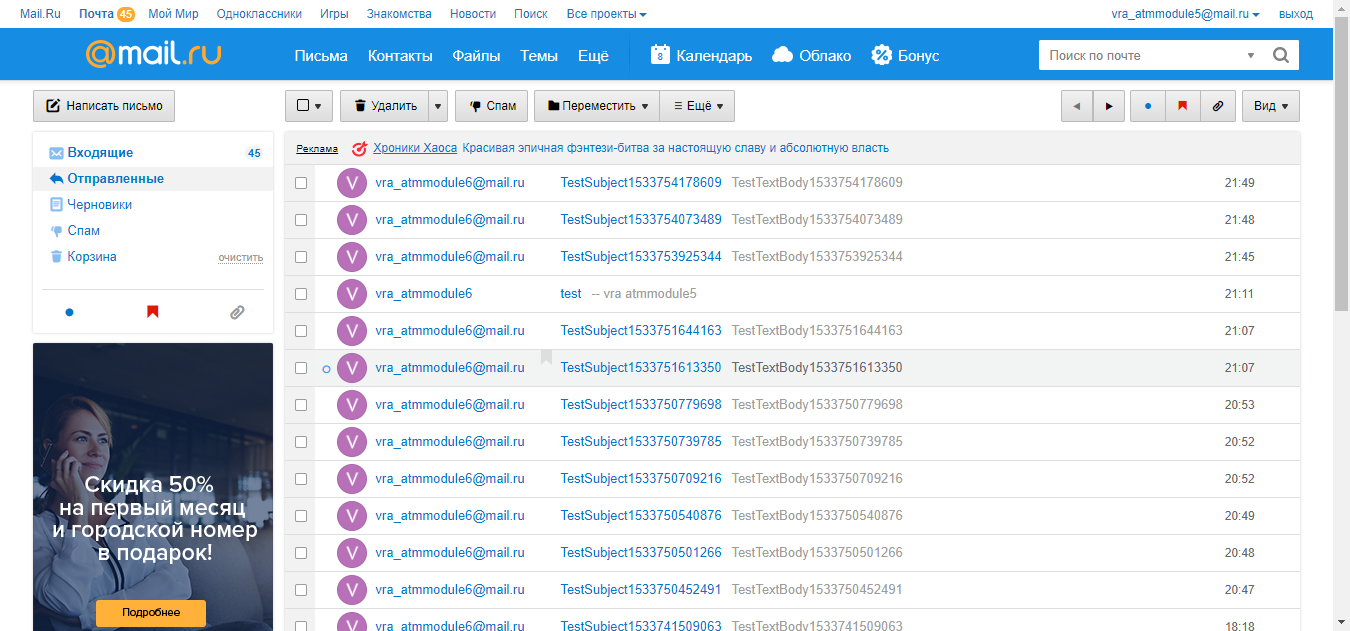 Mail.Ru Почта 45 Мой Мир Одноклассники Игры Знакомства Новости Поиск Все проекты vra_atmmodule5@mail.ru выход
@mail.ru Письма Контакты Файлы Темы Ещё 8 Календарь Облако Бонус Поиск по почте
Написать письмо Удалить Спам Переместить Ещё Вид
Входящие 45
Отправленные
Черновики
Спам
Корзина очистить
Скидка 50%
на первый месяц
и городской номер
в подарок!
Подробнее
Реклама Хроники Хаоса Красивая эпичная фэнтези-битва за настоящую славу и абсолютную власть
V vra_atmmodule6@mail.ru TestSubject1533754178609 TestTextBody1533754178609 21:49
V vra_atmmodule6@mail.ru TestSubject1533754073489 TestTextBody1533754073489 21:48
V vra_atmmodule6@mail.ru TestSubject1533753925344 TestTextBody1533753925344 21:45
V vra_atmmodule6 test -- vra atmmodule5 21:11
V vra_atmmodule6@mail.ru TestSubject1533751644163 TestTextBody1533751644163 21:07
V vra_atmmodule6@mail.ru TestSubject1533751613350 TestTextBody1533751613350 21:07
V vra_atmmodule6@mail.ru TestSubject1533750779698 TestTextBody1533750779698 20:53
V vra_atmmodule6@mail.ru TestSubject1533750739785 TestTextBody1533750739785 20:52
V vra_atmmodule6@mail.ru TestSubject1533750709216 TestTextBody1533750709216 20:52
V vra_atmmodule6@mail.ru TestSubject1533750540876 TestTextBody1533750540876 20:49
V vra_atmmodule6@mail.ru TestSubject1533750501266 TestTextBody1533750501266 20:48
V vra_atmmodule6@mail.ru TestSubject1533750452491 TestTextBody1533750452491 20:47
V vra_atmmodule6@mail.ru TestSubject1533741509063 TestTextBody1533741509063 18:18